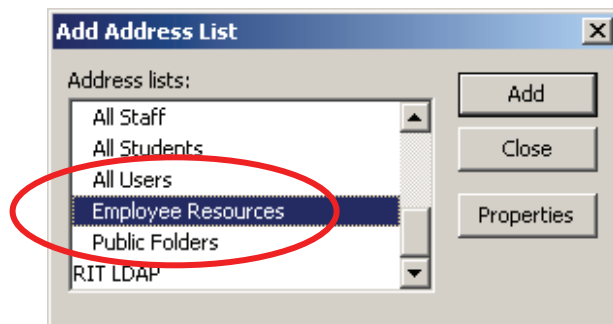 Add Address List
Address lists:
All Staff
All Students
All Users
Employee Resources
Public Folders
RIT LDAP
Add
Close
Properties